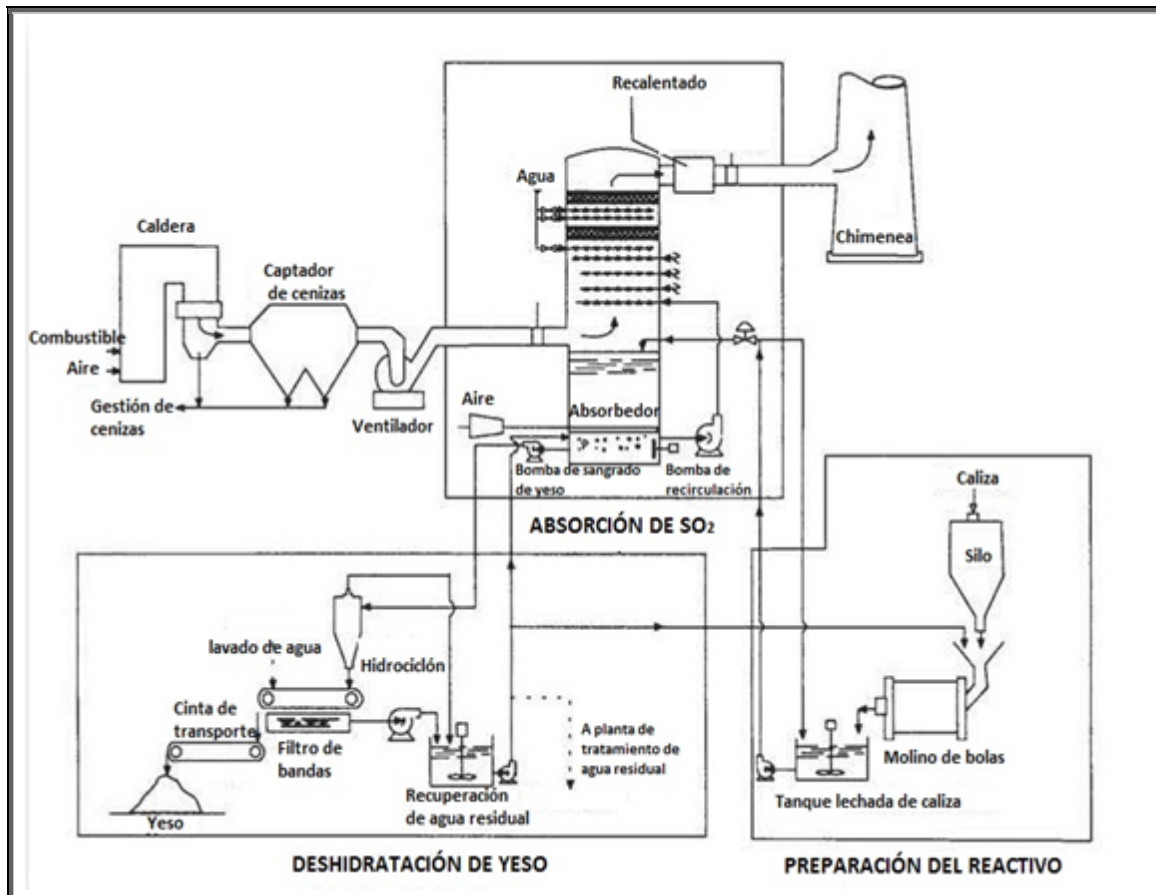 Recalentado
Agua
Caldera
Captador
de cenizas
Chimenea
Combustible
Aire
Gestión de
cenizas
Ventilador
Aire
Absorbedor
Bomba de sangrado
de yeso
Bomba de
recirculación
ABSORCIÓN DE SO₂
Caliza
Silo
lavado de agua
Hidrociclón
Cinta de
transporte
Filtro de
bandas
A planta de
tratamiento de
agua residual
Molino de bolas
Recuperación
de agua residual
Tanque lechada de caliza
Yeso
DESHIDRATACIÓN DE YESO
PREPARACIÓN DEL REACTIVO